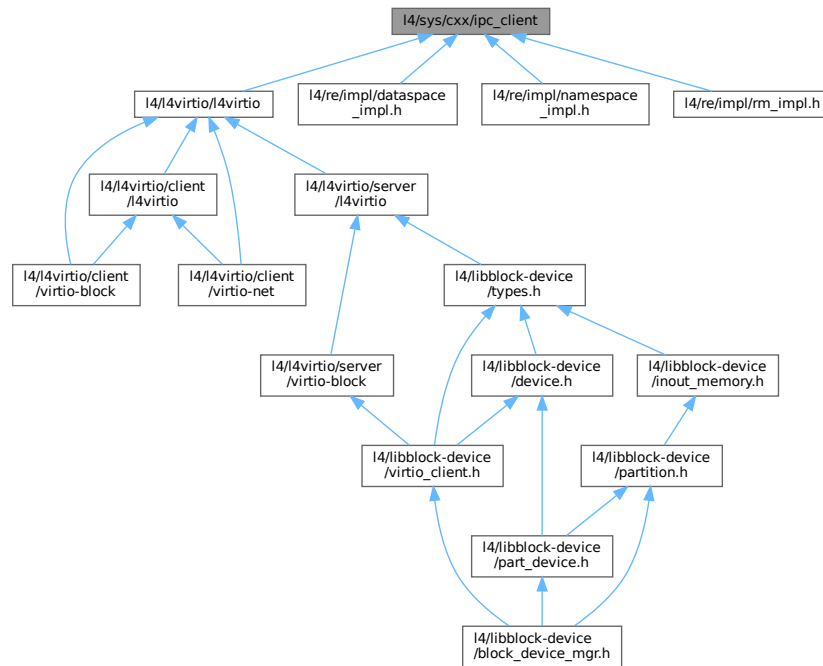 l4/sys/cxx/ipc_client
l4/l4virtio/l4virtio
l4/re/impl/dataspace
_impl.h
l4/re/impl/namespace
_impl.h
l4/re/impl/rm_impl.h
l4/l4virtio/client
/l4virtio
l4/l4virtio/server
/l4virtio
l4/l4virtio/client
/virtio-block
l4/l4virtio/client
/virtio-net
l4/libblock-device
/types.h
l4/l4virtio/server
/virtio-block
l4/libblock-device
/device.h
l4/libblock-device
/inout_memory.h
l4/libblock-device
/virtio_client.h
l4/libblock-device
/partition.h
l4/libblock-device
/part_device.h
l4/libblock-device
/block_device_mgr.h